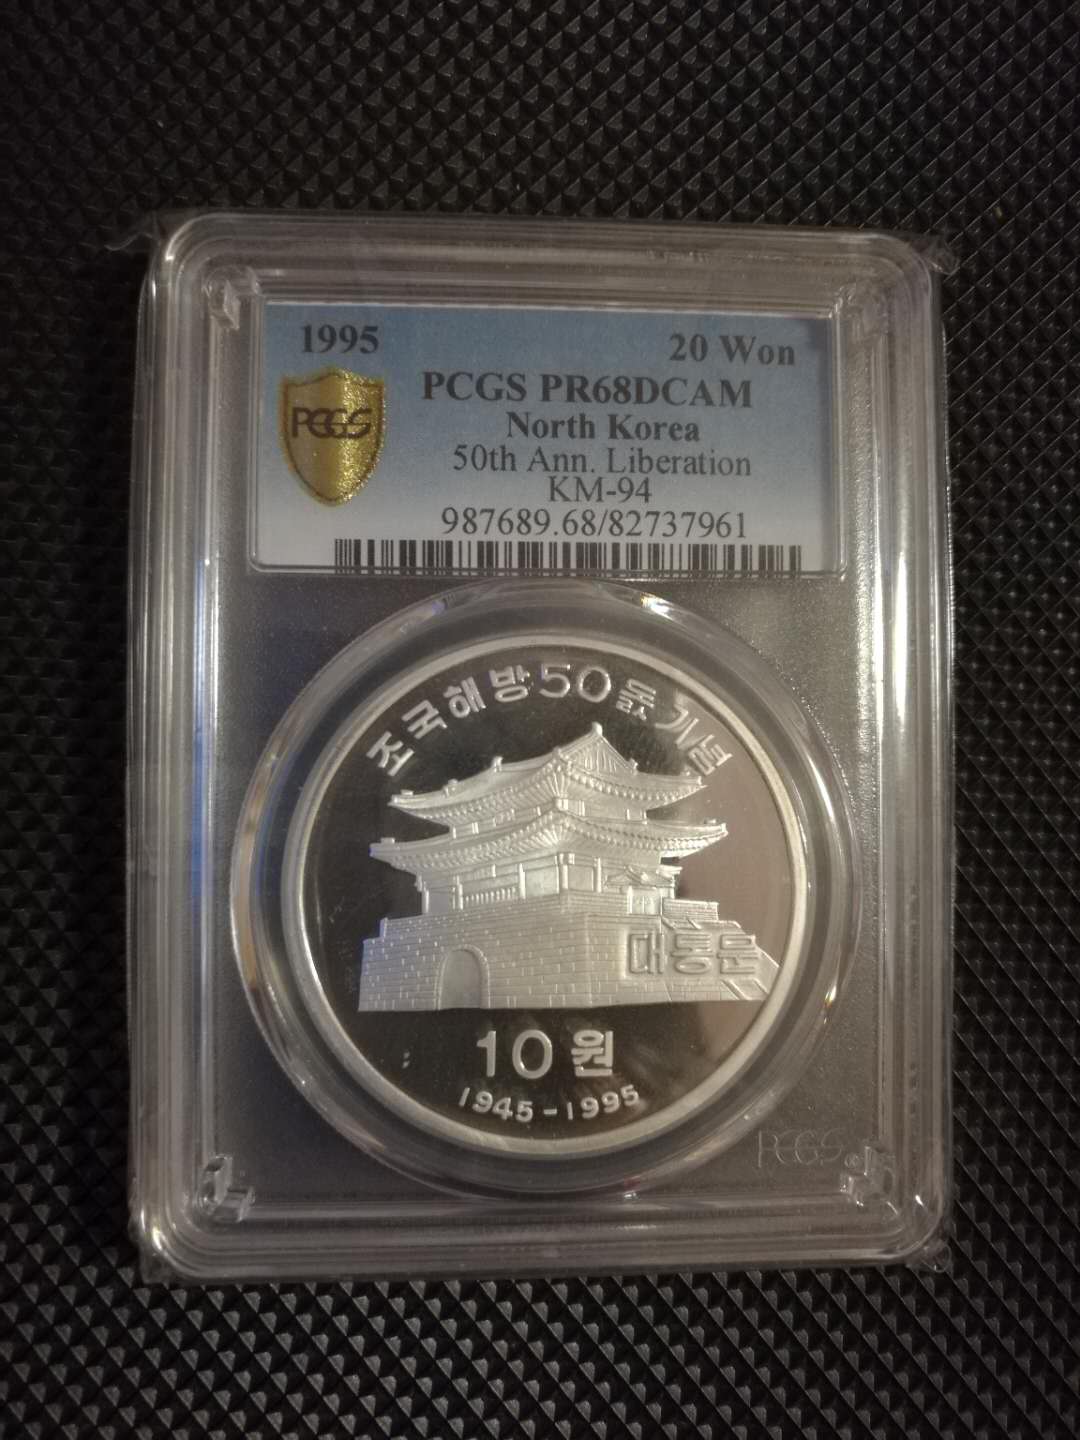 1995
20 Won
PCGS
PCGS PR68DCAM
North Korea
50th Ann. Liberation
KM-94
987689.68/82737961
조국해방50돐기념
대동문
10원
1945-1995
PCGS